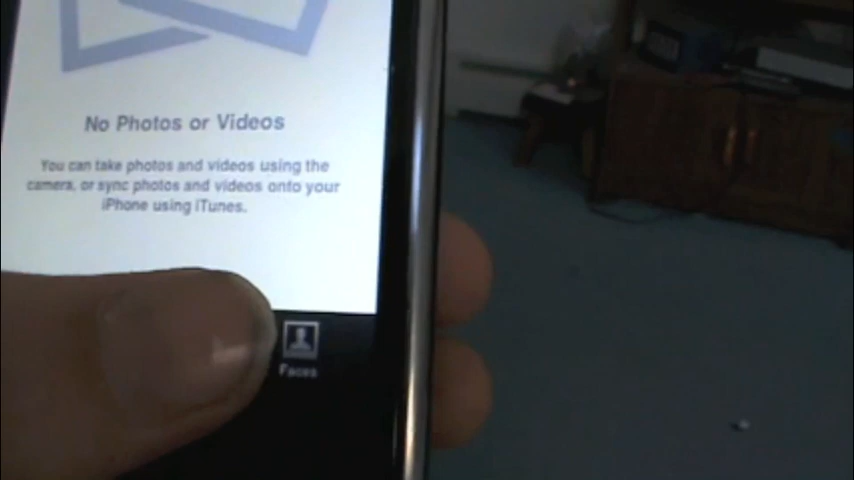 No Photos or Videos
You can take photos and videos using the
camera, or sync photos and videos onto your
iPhone using iTunes.
Faces